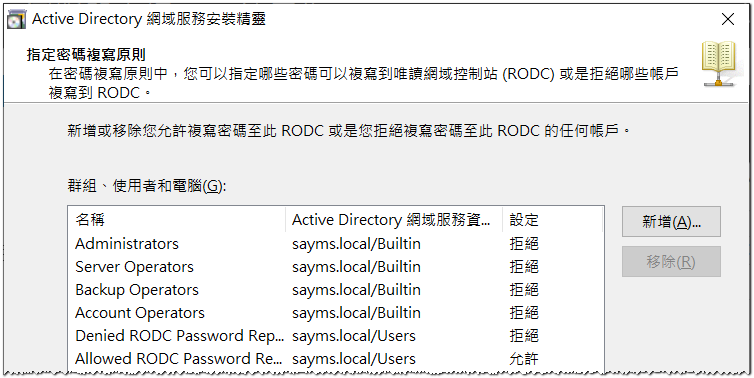 Active Directory 網域服務安裝精靈
指定密碼複寫原則
在密碼複寫原則中，您可以指定哪些密碼可以複寫到唯讀網域控制站 (RODC) 或是拒絕哪些帳戶
複寫到 RODC。
新增或移除您允許複寫密碼至此 RODC 或是您拒絕複寫密碼至此 RODC 的任何帳戶。
群組、使用者和電腦(G):
名稱 Active Directory 網域服務資... 設定
Administrators sayms.local/Builtin 拒絕
Server Operators sayms.local/Builtin 拒絕
Backup Operators sayms.local/Builtin 拒絕
Account Operators sayms.local/Builtin 拒絕
Denied RODC Password Rep... sayms.local/Users 拒絕
Allowed RODC Password Re... sayms.local/Users 允許
新增(A)...
移除(R)